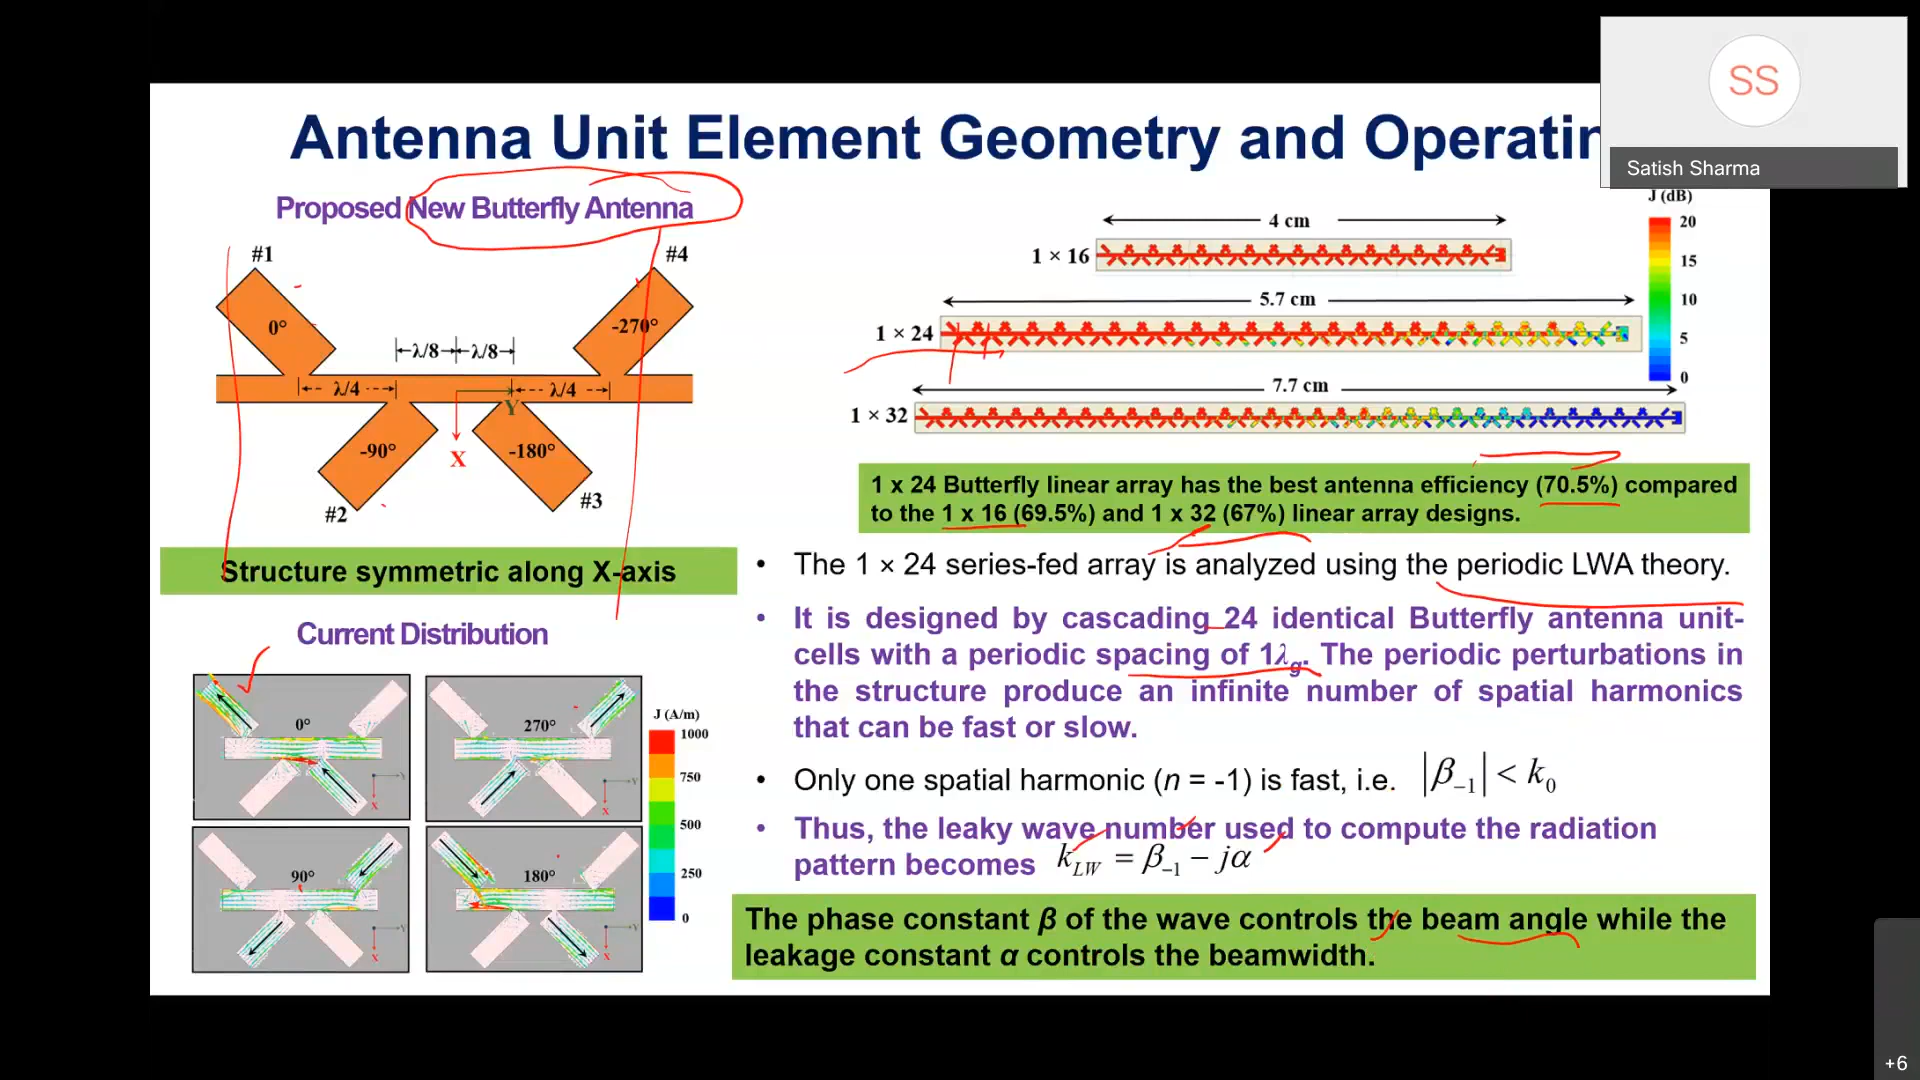 Antenna Unit Element Geometry and Operatin
SS
Satish Sharma
Proposed New Butterfly Antenna
#1
#4
0°
-270°
λ/8
λ/8
λ/4
λ/4
Y
X
-90°
-180°
#2
#3
Structure symmetric along X-axis
Current Distribution
0°
270°
90°
180°
J (A/m)
1000
750
500
250
0
4 cm
1 × 16
5.7 cm
1 × 24
7.7 cm
1 × 32
J (dB)
20
15
10
5
0
1 x 24 Butterfly linear array has the best antenna efficiency (70.5%) compared
to the 1 x 16 (69.5%) and 1 x 32 (67%) linear array designs.
• The 1 × 24 series-fed array is analyzed using the periodic LWA theory.
• It is designed by cascading 24 identical Butterfly antenna unit-
cells with a periodic spacing of 1λg. The periodic perturbations in
the structure produce an infinite number of spatial harmonics
that can be fast or slow.
• Only one spatial harmonic (n = -1) is fast, i.e. |β₋₁| < k₀
• Thus, the leaky wave number used to compute the radiation
pattern becomes k_LW = β₋₁ − jα
The phase constant β of the wave controls the beam angle while the
leakage constant α controls the beamwidth.
+6